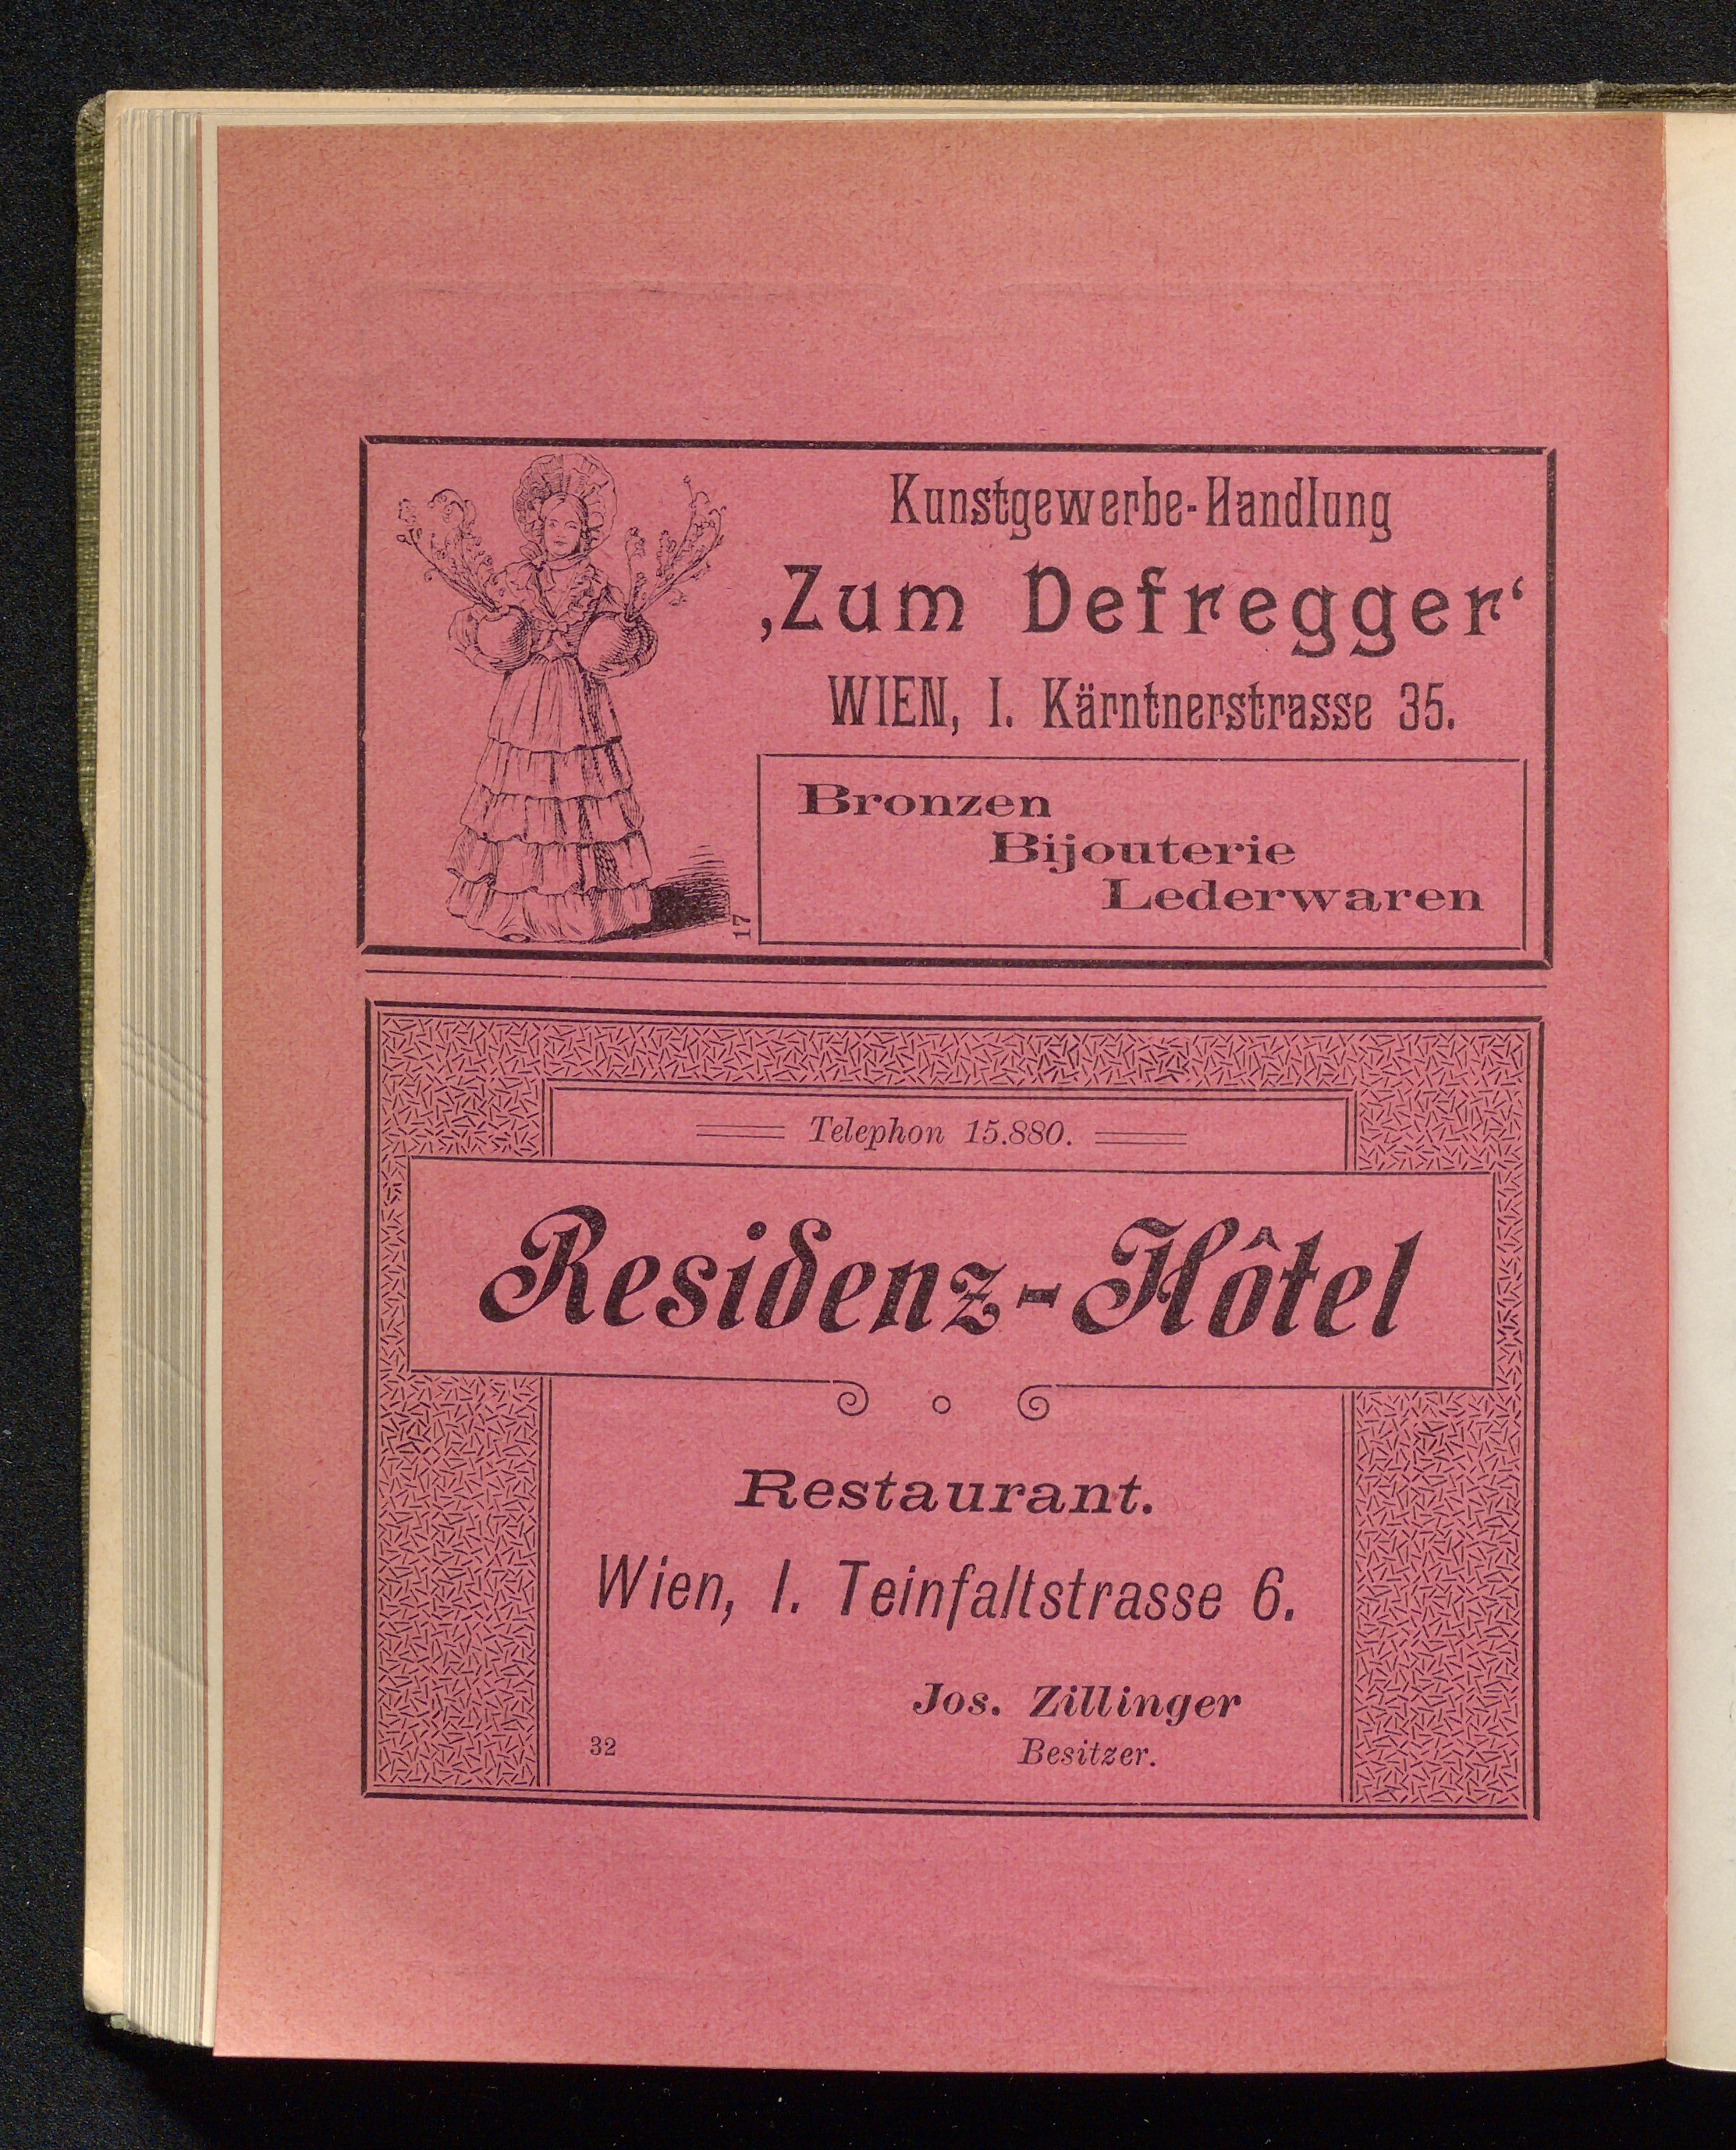 Kunstgewerbe-Handlung
‚Zum Defregger‘
WIEN, I. Kärntnerstrasse 35.
Bronzen
Bijouterie
Lederwaren
17
Telephon 15.880.
Residenz-Hôtel
Restaurant.
Wien, I. Teinfaltstrasse 6.
Jos. Zillinger
32
Besitzer.